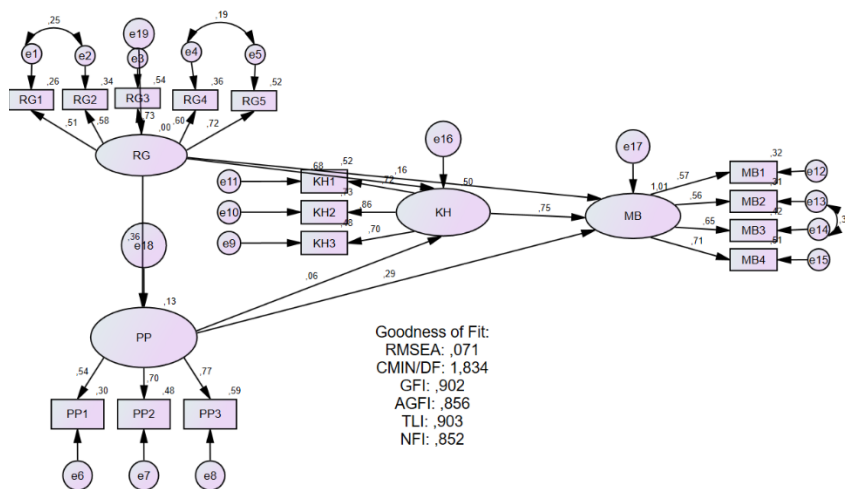 ,25 ,19
e19
e1 e2 e3 e4 e5
,26 ,34 ,54 ,36 ,52
RG1 RG2 RG3 RG4 RG5
,51 ,58 ,73 ,60 ,72
,00
RG
e16
e17
,68 ,52 ,16 ,50
,72
e11 KH1
,73
e10 KH2 ,86
,48
e9 KH3 ,70
KH
,75
1,01
MB
,32
,57 MB1 e12
,31
,56 MB2 e13
,42
,65 MB3 e14 ,3
,51
,71 MB4 e15
,36
e18
,06
,29
,13
PP
,54 ,70 ,77
,30 ,48 ,59
PP1 PP2 PP3
e6 e7 e8
Goodness of Fit:
RMSEA: ,071
CMIN/DF: 1,834
GFI: ,902
AGFI: ,856
TLI: ,903
NFI: ,852